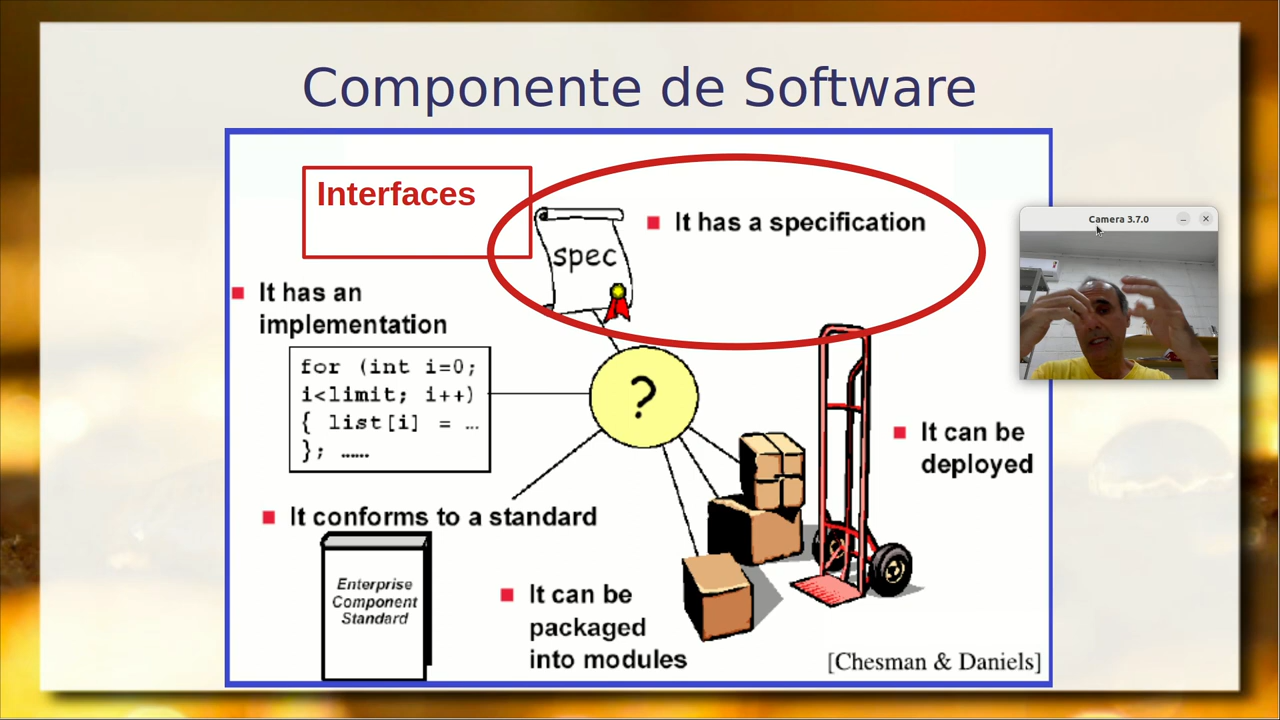 Componente de Software
Interfaces
spec
It has a specification
Camera 3.7.0
It has an
implementation
for (int i=0;
i<limit; i++)
{ list[i] = …
}; ……
?
It can be
deployed
It conforms to a standard
Enterprise
Component
Standard
It can be
packaged
into modules
[Chesman & Daniels]